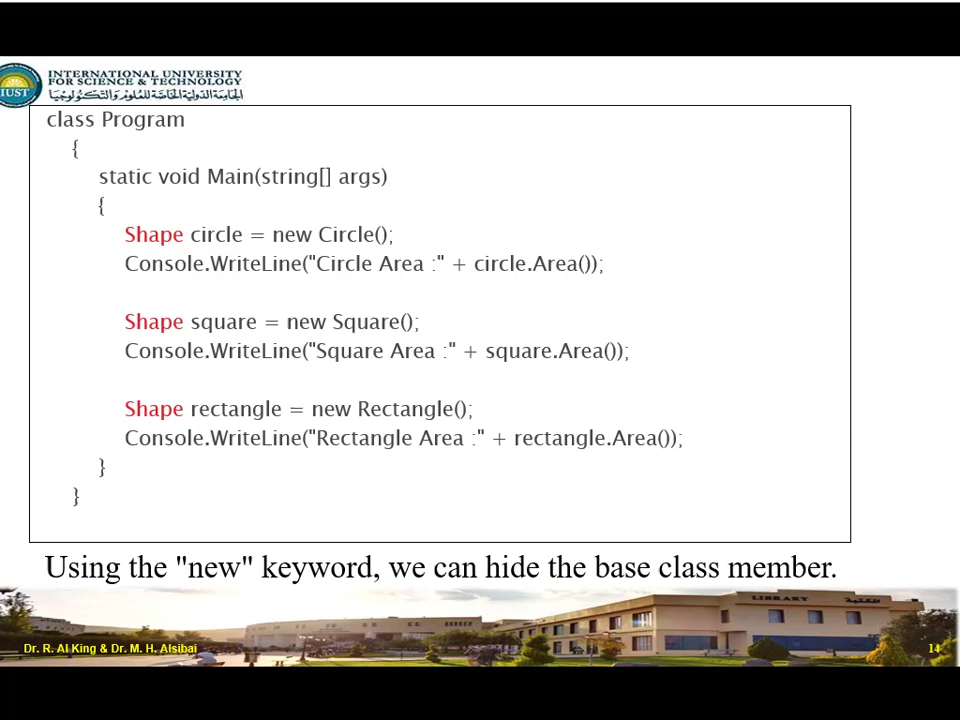 INTERNATIONAL UNIVERSITY
FOR SCIENCE & TECHNOLOGY
الجامعة الدولية الخاصة للعلوم والتكنولوجيا
IUST
class Program
{
static void Main(string[] args)
{
Shape circle = new Circle();
Console.WriteLine("Circle Area :" + circle.Area());
Shape square = new Square();
Console.WriteLine("Square Area :" + square.Area());
Shape rectangle = new Rectangle();
Console.WriteLine("Rectangle Area :" + rectangle.Area());
}
}
Using the "new" keyword, we can hide the base class member.
LIBRARY المكتبة
Dr. R. Al King & Dr. M. H. Alsibai
14